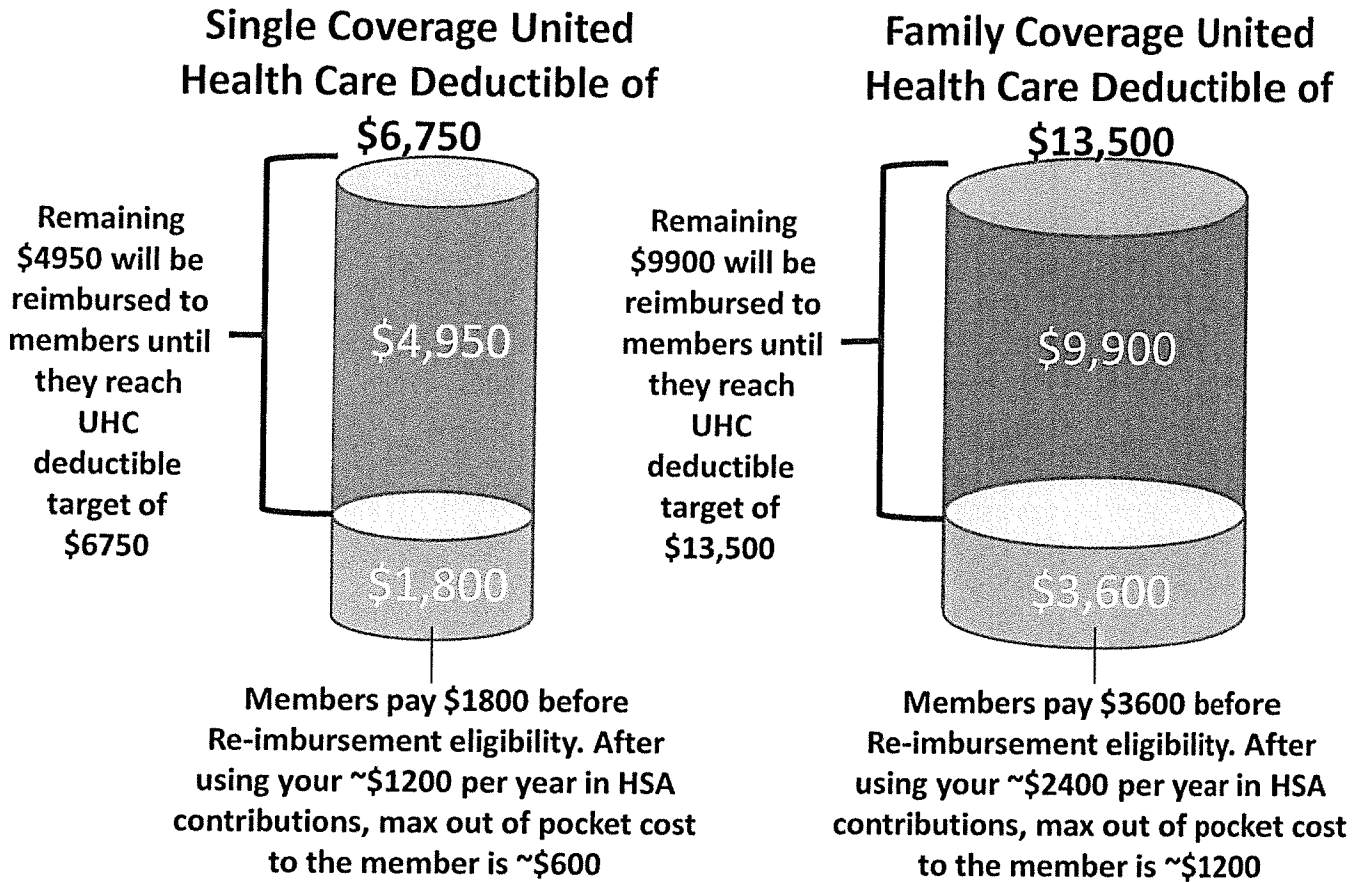 Single Coverage United
Health Care Deductible of
$6,750
Remaining
$4950 will be
reimbursed to
members until
they reach
UHC
deductible
target of
$6750
$4,950
$1,800
Members pay $1800 before
Re-imbursement eligibility. After
using your ~$1200 per year in HSA
contributions, max out of pocket cost
to the member is ~$600
Family Coverage United
Health Care Deductible of
$13,500
Remaining
$9900 will be
reimbursed to
members until
they reach
UHC
deductible
target of
$13,500
$9,900
$3,600
Members pay $3600 before
Re-imbursement eligibility. After
using your ~$2400 per year in HSA
contributions, max out of pocket cost
to the member is ~$1200